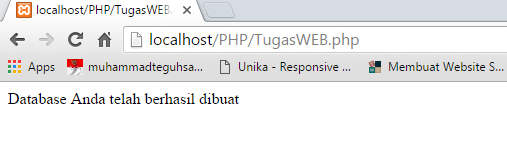 localhost/PHP/TugasWEB.
localhost/PHP/TugasWEB.php
Apps muhammadteguhsa... Unika - Responsive ... Membuat Website S...
Database Anda telah berhasil dibuat